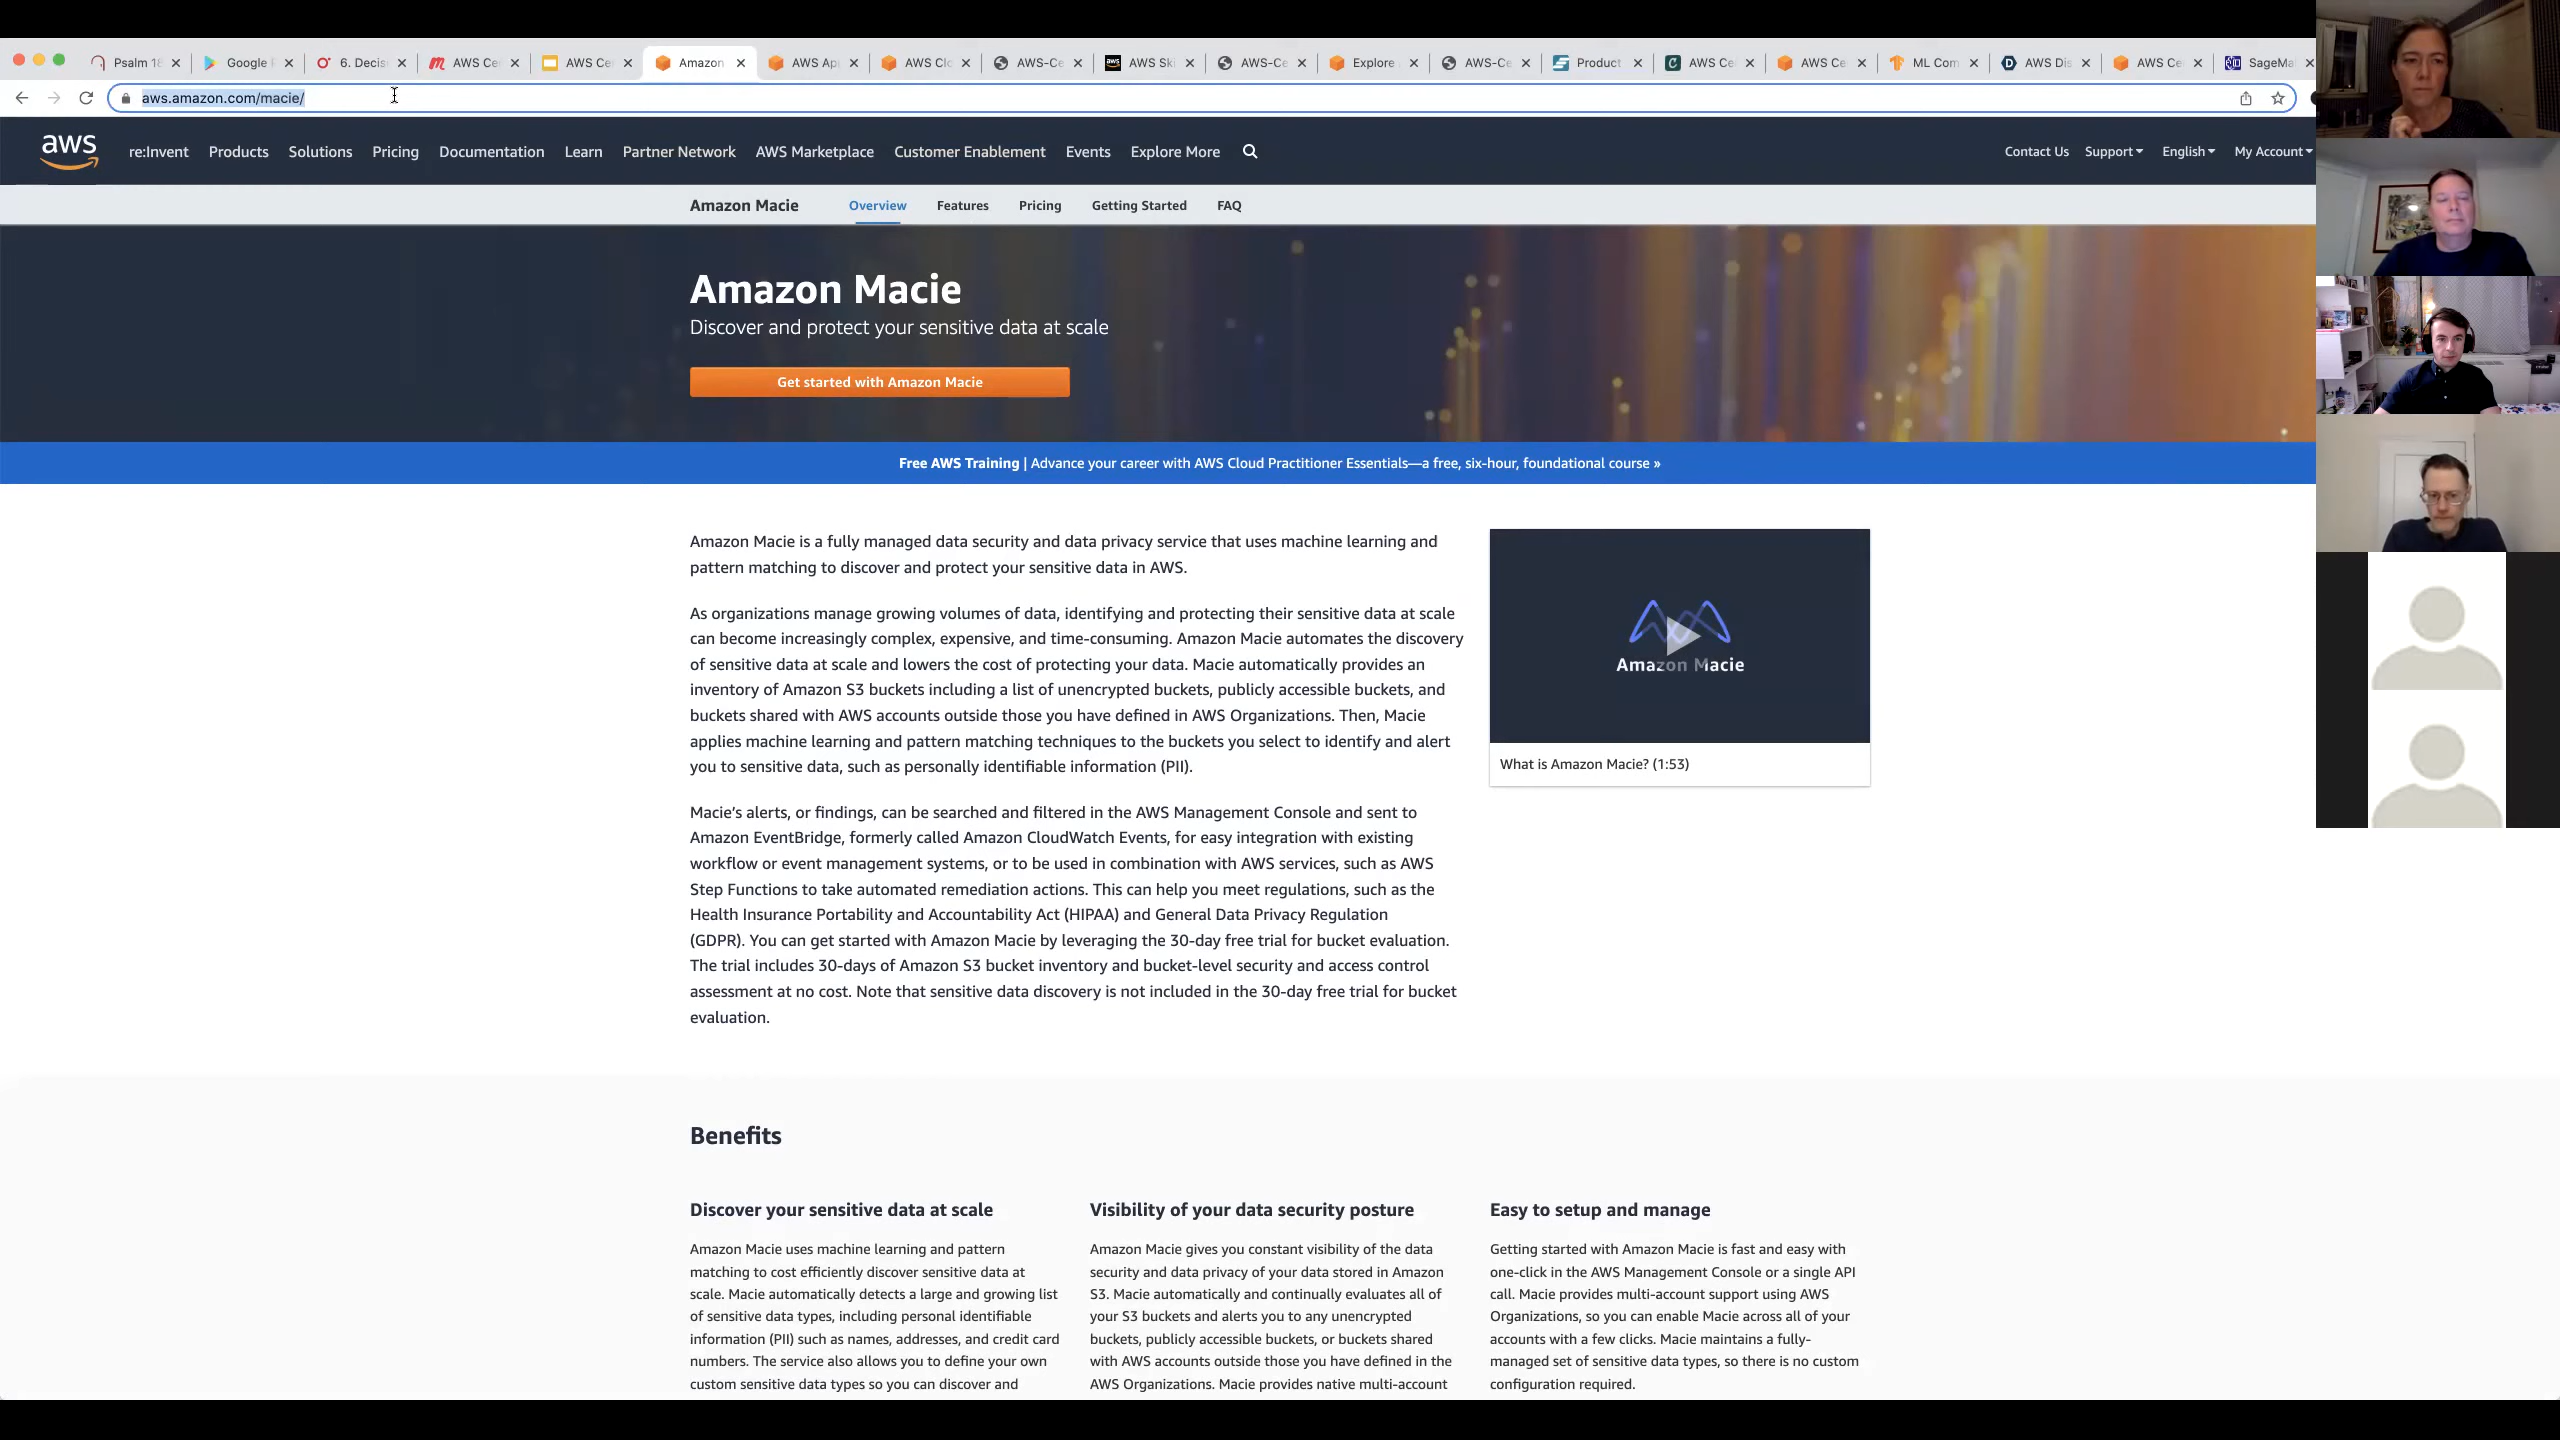 Psalm 18
Google
6. Decis
AWS Ce
AWS Ce
Amazon
AWS Ap
AWS Clo
AWS-Ce
aws
AWS Ski
AWS-Ce
Explore
AWS-Ce
Product
AWS Ce
AWS Ce
ML Com
AWS Dis
AWS Ce
SageMa
aws.amazon.com/macie/
aws
re:Invent
Products
Solutions
Pricing
Documentation
Learn
Partner Network
AWS Marketplace
Customer Enablement
Events
Explore More
Contact Us
Support
English
My Account
Amazon Macie
Overview
Features
Pricing
Getting Started
FAQ
Amazon Macie
Discover and protect your sensitive data at scale
Get started with Amazon Macie
Free AWS Training | Advance your career with AWS Cloud Practitioner Essentials—a free, six-hour, foundational course »
Amazon Macie is a fully managed data security and data privacy service that uses machine learning and
pattern matching to discover and protect your sensitive data in AWS.
As organizations manage growing volumes of data, identifying and protecting their sensitive data at scale
can become increasingly complex, expensive, and time-consuming. Amazon Macie automates the discovery
of sensitive data at scale and lowers the cost of protecting your data. Macie automatically provides an
inventory of Amazon S3 buckets including a list of unencrypted buckets, publicly accessible buckets, and
buckets shared with AWS accounts outside those you have defined in AWS Organizations. Then, Macie
applies machine learning and pattern matching techniques to the buckets you select to identify and alert
you to sensitive data, such as personally identifiable information (PII).
Macie’s alerts, or findings, can be searched and filtered in the AWS Management Console and sent to
Amazon EventBridge, formerly called Amazon CloudWatch Events, for easy integration with existing
workflow or event management systems, or to be used in combination with AWS services, such as AWS
Step Functions to take automated remediation actions. This can help you meet regulations, such as the
Health Insurance Portability and Accountability Act (HIPAA) and General Data Privacy Regulation
(GDPR). You can get started with Amazon Macie by leveraging the 30-day free trial for bucket evaluation.
The trial includes 30-days of Amazon S3 bucket inventory and bucket-level security and access control
assessment at no cost. Note that sensitive data discovery is not included in the 30-day free trial for bucket
evaluation.
Amazon Macie
What is Amazon Macie? (1:53)
Benefits
Discover your sensitive data at scale
Amazon Macie uses machine learning and pattern
matching to cost efficiently discover sensitive data at
scale. Macie automatically detects a large and growing list
of sensitive data types, including personal identifiable
information (PII) such as names, addresses, and credit card
numbers. The service also allows you to define your own
custom sensitive data types so you can discover and
Visibility of your data security posture
Amazon Macie gives you constant visibility of the data
security and data privacy of your data stored in Amazon
S3. Macie automatically and continually evaluates all of
your S3 buckets and alerts you to any unencrypted
buckets, publicly accessible buckets, or buckets shared
with AWS accounts outside those you have defined in the
AWS Organizations. Macie provides native multi-account
Easy to setup and manage
Getting started with Amazon Macie is fast and easy with
one-click in the AWS Management Console or a single API
call. Macie provides multi-account support using AWS
Organizations, so you can enable Macie across all of your
accounts with a few clicks. Macie maintains a fully-
managed set of sensitive data types, so there is no custom
configuration required.